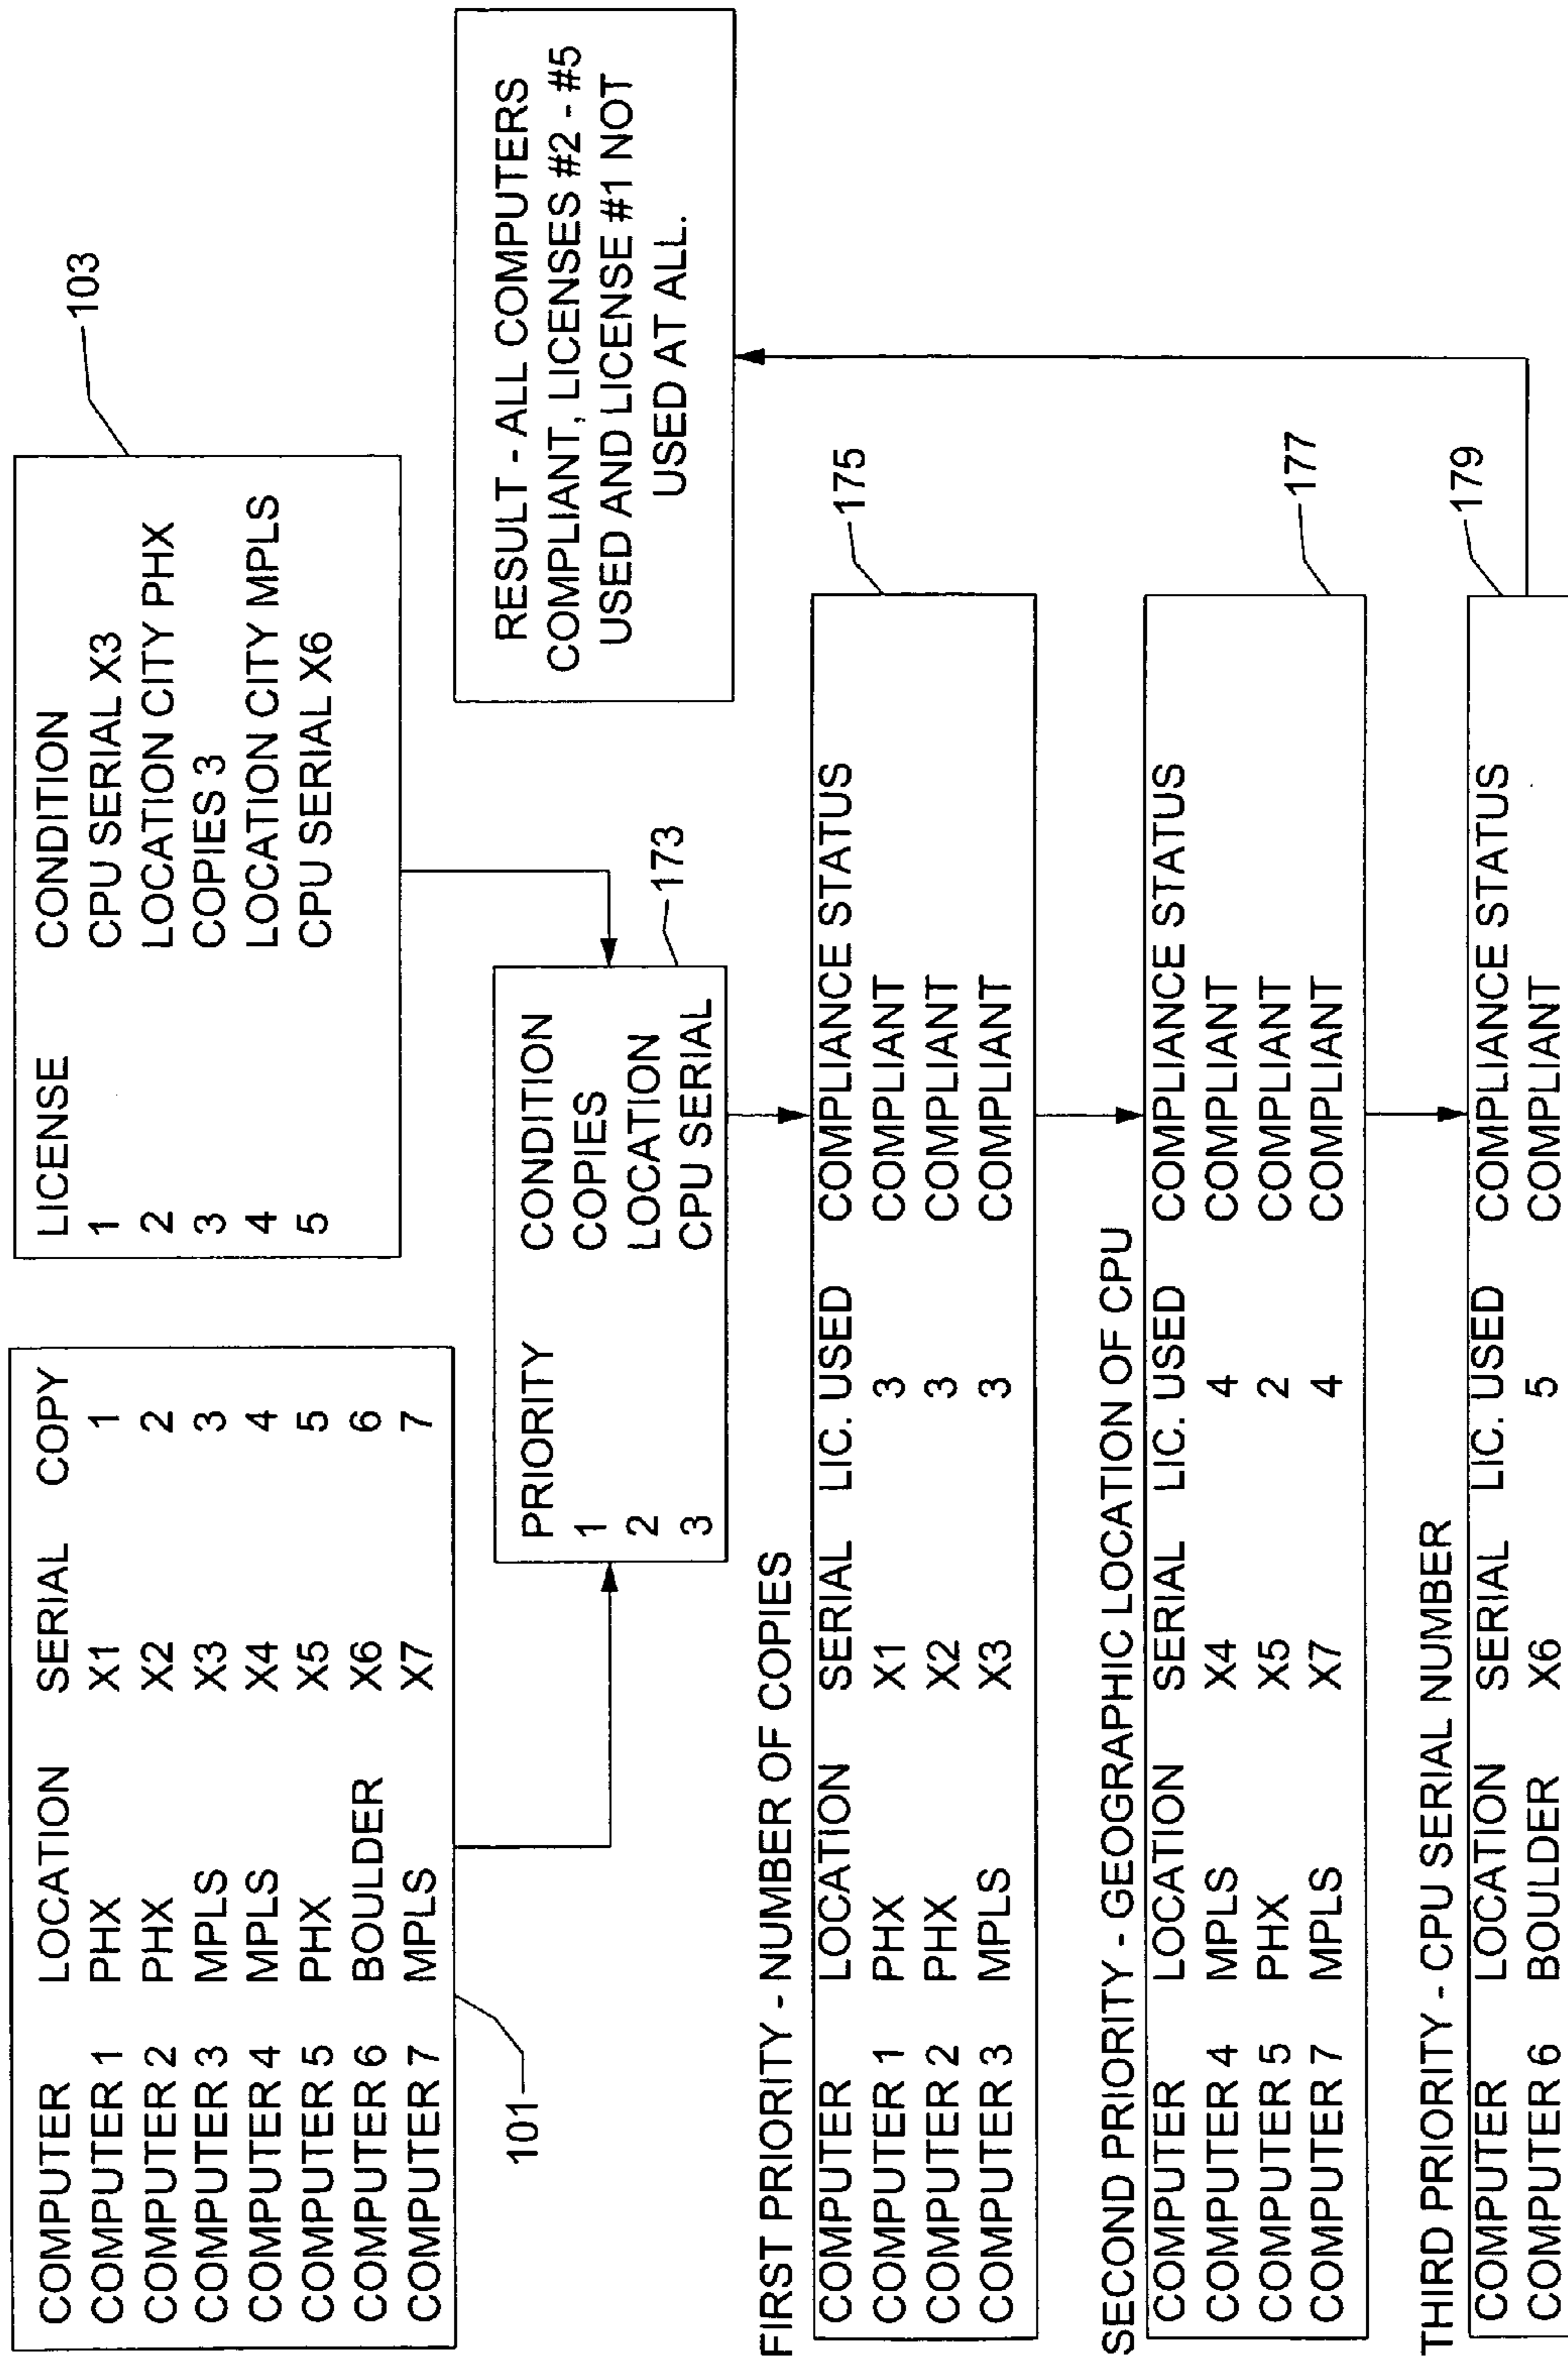 COMPUTER LOCATION SERIAL COPY
COMPUTER 1 PHX X1 1
COMPUTER 2 PHX X2 2
COMPUTER 3 MPLS X3 3
COMPUTER 4 MPLS X4 4
COMPUTER 5 PHX X5 5
COMPUTER 6 BOULDER X6 6
COMPUTER 7 MPLS X7 7
101
LICENSE CONDITION
1 CPU SERIAL X3
2 LOCATION CITY PHX
3 COPIES 3
4 LOCATION CITY MPLS
5 CPU SERIAL X6
103
PRIORITY CONDITION
1 COPIES
2 LOCATION
3 CPU SERIAL
173
RESULT - ALL COMPUTERS
COMPLIANT, LICENSES #2 - #5
USED AND LICENSE #1 NOT
USED AT ALL.
FIRST PRIORITY - NUMBER OF COPIES
COMPUTER LOCATION SERIAL LIC. USED COMPLIANCE STATUS
COMPUTER 1 PHX X1 3 COMPLIANT
COMPUTER 2 PHX X2 3 COMPLIANT
COMPUTER 3 MPLS X3 3 COMPLIANT
175
SECOND PRIORITY - GEOGRAPHIC LOCATION OF CPU
COMPUTER LOCATION SERIAL LIC. USED COMPLIANCE STATUS
COMPUTER 4 MPLS X4 4 COMPLIANT
COMPUTER 5 PHX X5 2 COMPLIANT
COMPUTER 7 MPLS X7 4 COMPLIANT
177
THIRD PRIORITY - CPU SERIAL NUMBER
COMPUTER LOCATION SERIAL LIC. USED COMPLIANCE STATUS
COMPUTER 6 BOULDER X6 5 COMPLIANT
179